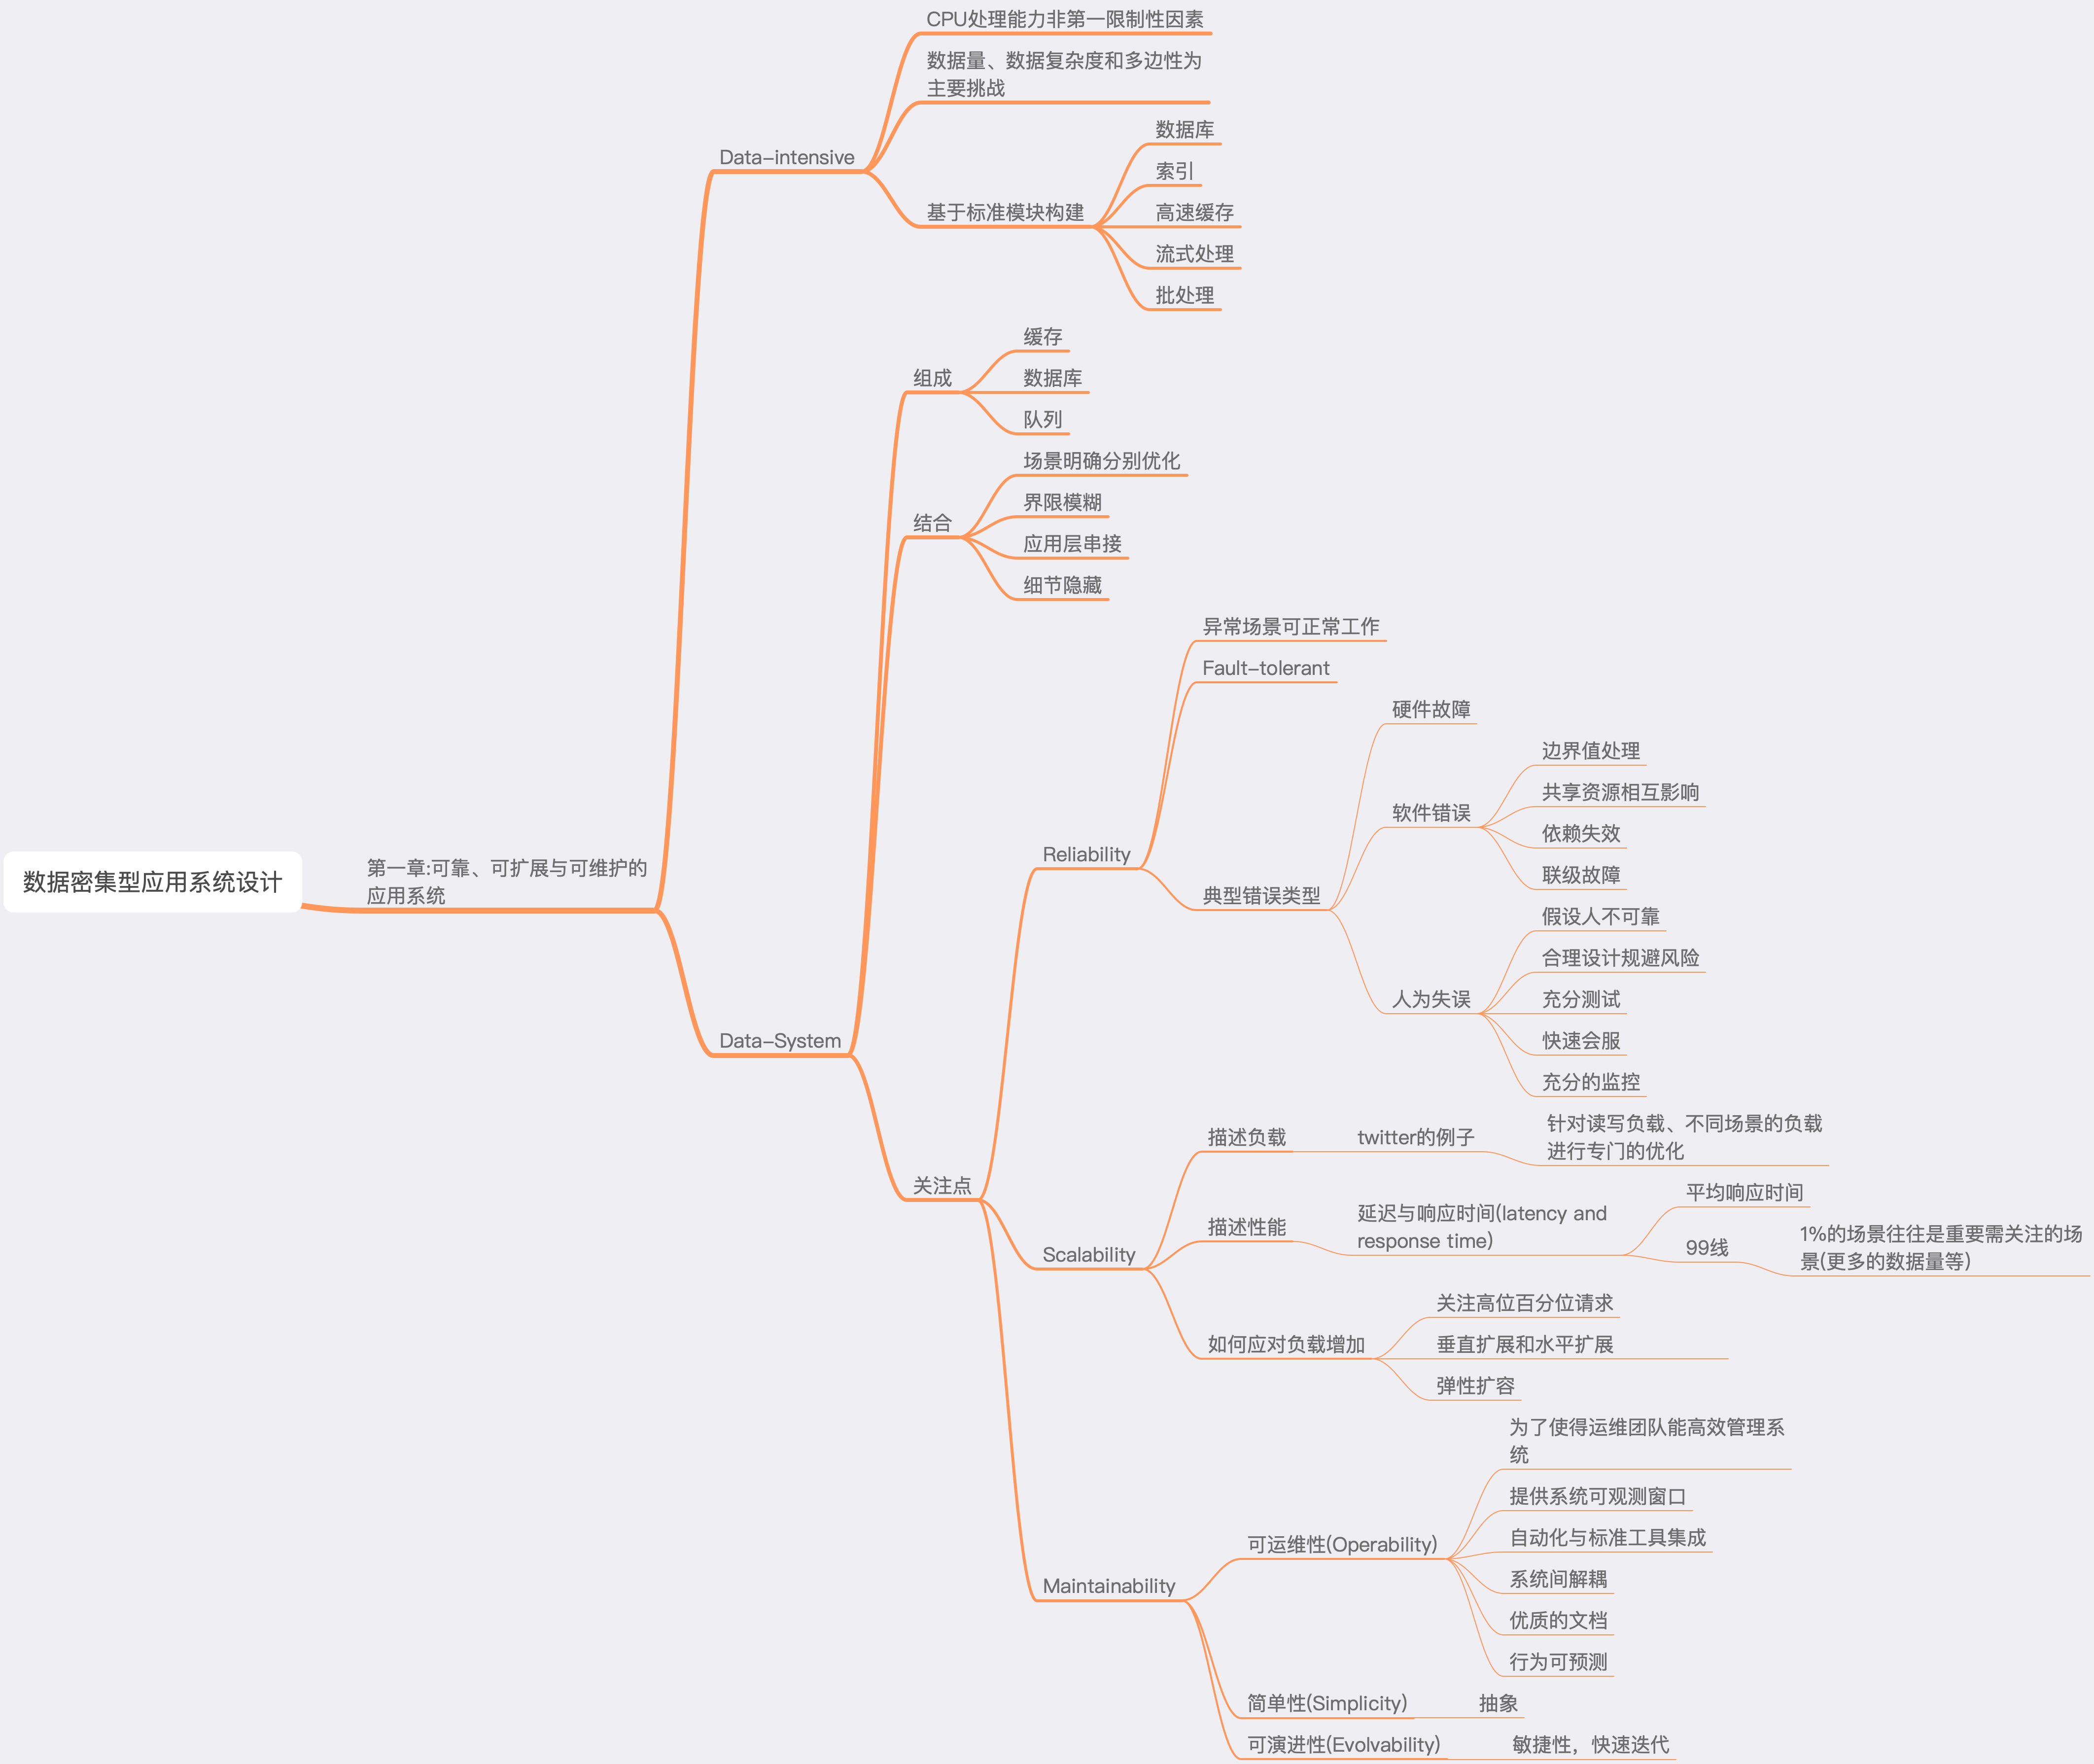 数据密集型应用系统设计
第一章:可靠、可扩展与可维护的
应用系统
Data-intensive
CPU处理能力非第一限制性因素
数据量、数据复杂度和多边性为
主要挑战
基于标准模块构建
数据库
索引
高速缓存
流式处理
批处理
Data-System
组成
缓存
数据库
队列
结合
场景明确分别优化
界限模糊
应用层串接
细节隐藏
关注点
Reliability
异常场景可正常工作
Fault-tolerant
典型错误类型
硬件故障
软件错误
边界值处理
共享资源相互影响
依赖失效
联级故障
人为失误
假设人不可靠
合理设计规避风险
充分测试
快速会服
充分的监控
Scalability
描述负载
twitter的例子
针对读写负载、不同场景的负载
进行专门的优化
描述性能
延迟与响应时间(latency and
response time)
平均响应时间
99线
1%的场景往往是重要需关注的场
景(更多的数据量等)
如何应对负载增加
关注高位百分位请求
垂直扩展和水平扩展
弹性扩容
Maintainability
可运维性(Operability)
为了使得运维团队能高效管理系
统
提供系统可观测窗口
自动化与标准工具集成
系统间解耦
优质的文档
行为可预测
简单性(Simplicity)
抽象
可演进性(Evolvability)
敏捷性，快速迭代